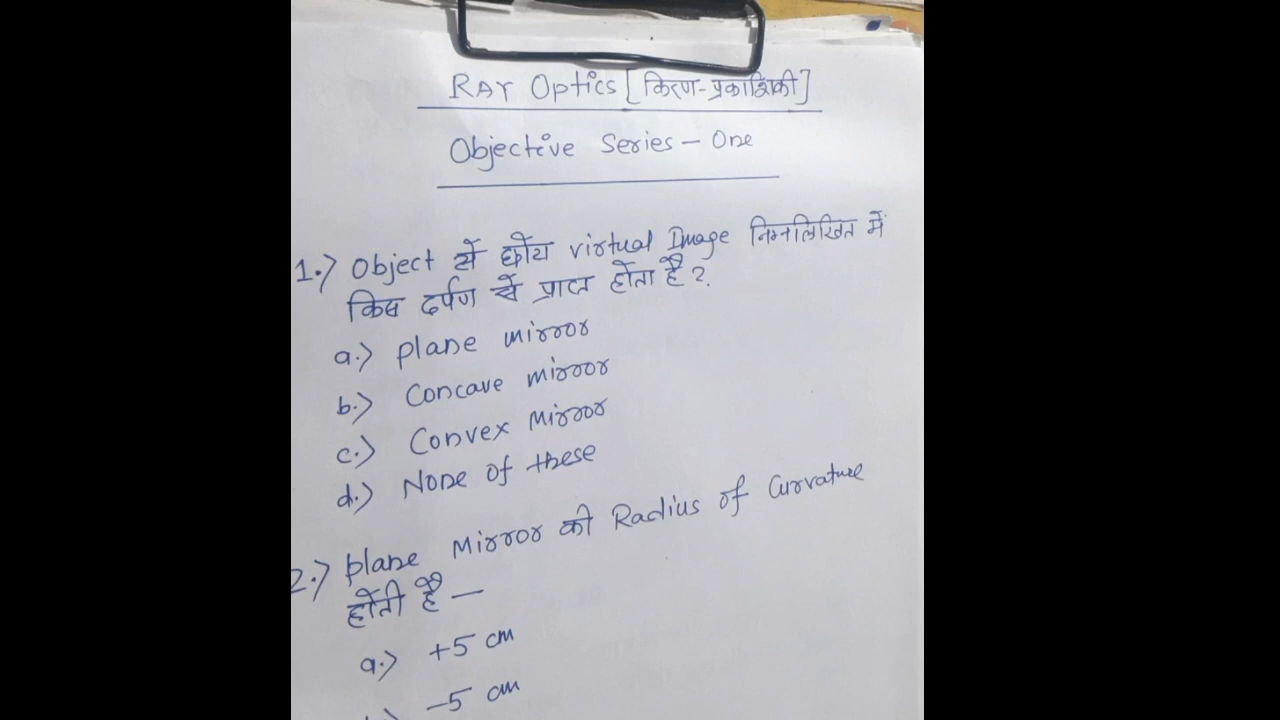 RAY Optics [किरण-प्रकाशिकी]
Objective Series - One
1.> Object से छोटा virtual Image निम्नलिखित में
किस दर्पण से प्राप्त होता है ?
a.> plane mirror
b.> Concave mirror
c.> Convex Mirror
d.> None of these
2.> plane Mirror की Radius of Curvature
होती है —
a.> +5 cm
-5 cm